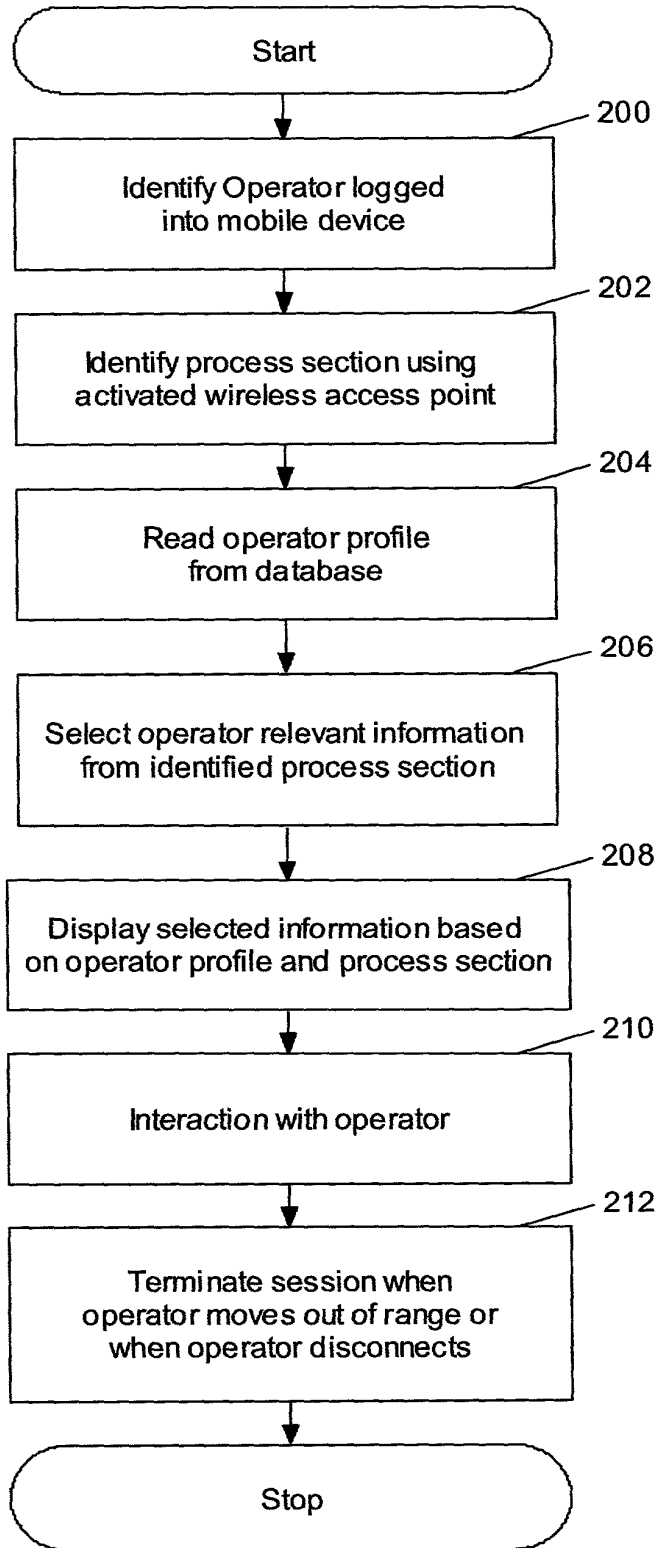 Start
200
Identify Operator logged
into mobile device
202
Identify process section using
activated wireless access point
204
Read operator profile
from database
206
Select operator relevant information
from identified process section
208
Display selected information based
on operator profile and process section
210
Interaction with operator
212
Terminate session when
operator moves out of range or
when operator disconnects
Stop